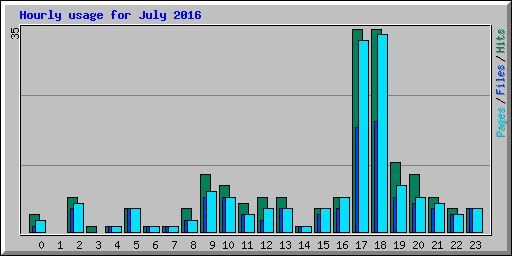 Hourly usage for July 2016
35
Pages/Files/Hits
0 1 2 3 4 5 6 7 8 9 10 11 12 13 14 15 16 17 18 19 20 21 22 23